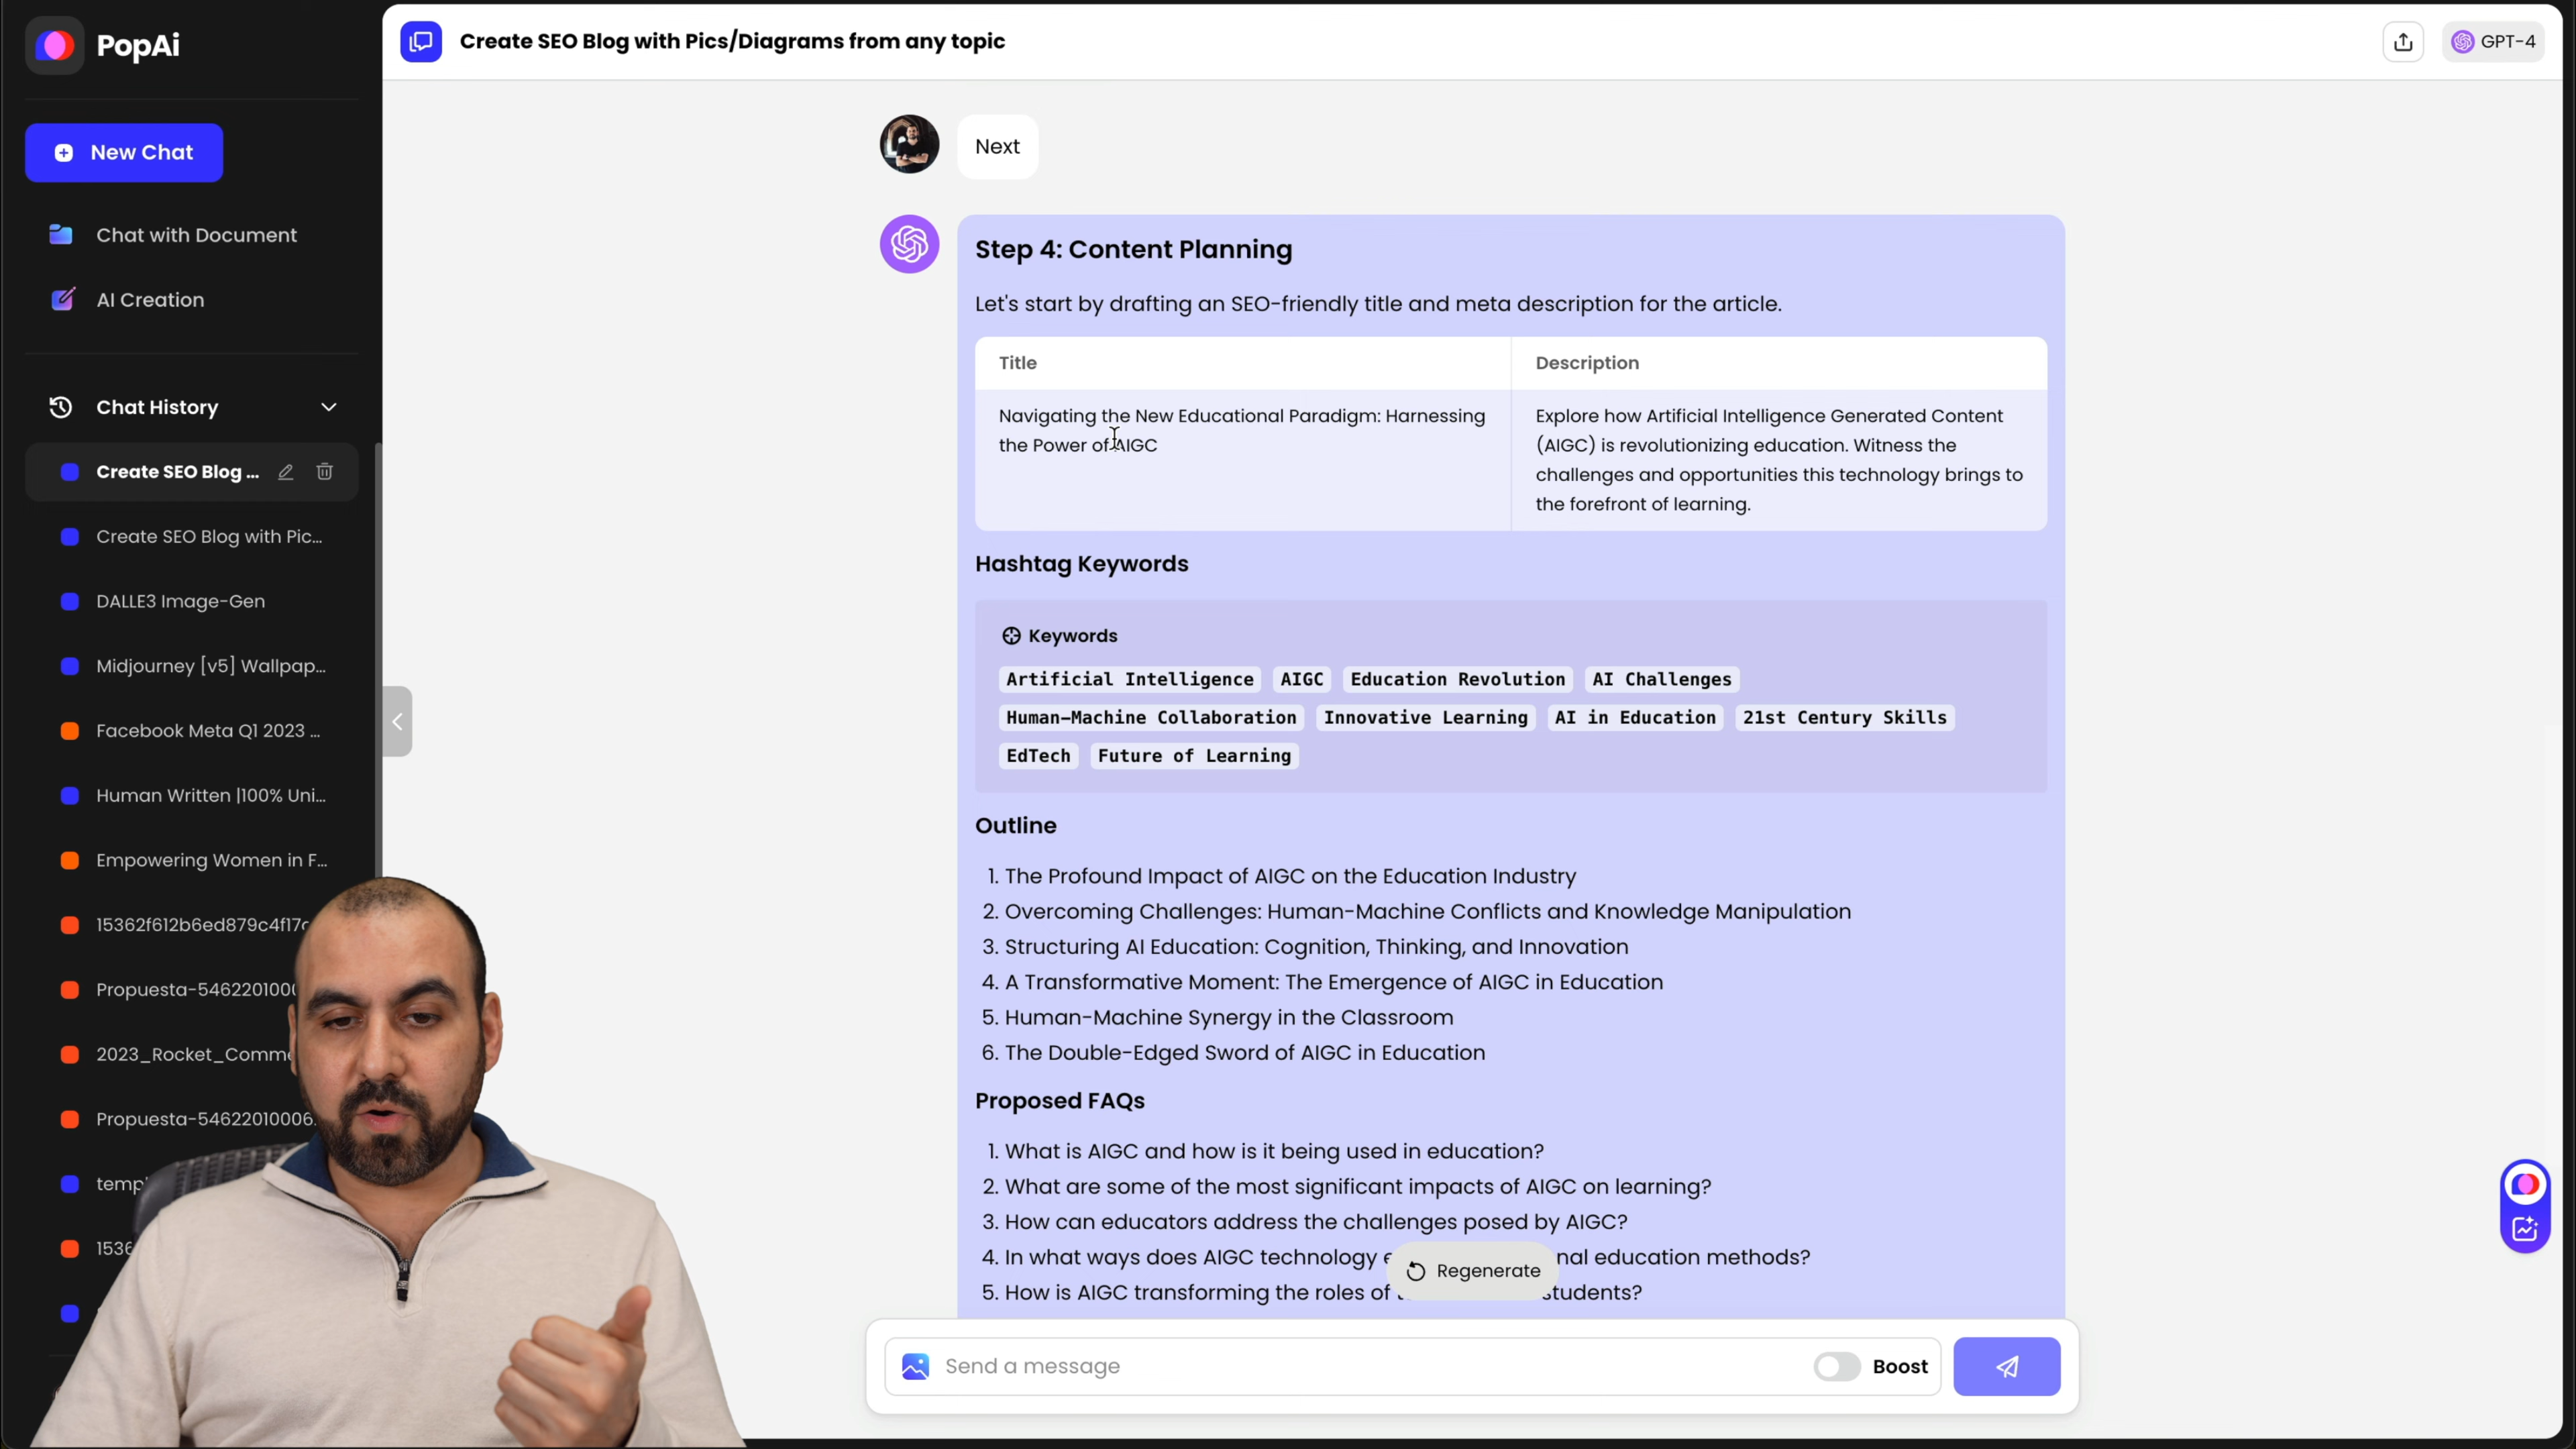 PopAi
Create SEO Blog with Pics/Diagrams from any topic
GPT-4
New Chat
Chat with Document
AI Creation
Chat History
Create SEO Blog ...
Create SEO Blog with Pic...
DALLE3 Image-Gen
Midjourney [v5] Wallpap...
Facebook Meta Q1 2023 ...
Human Written |100% Uni...
Empowering Women in F...
15362f612b6ed879c4f17
Propuesta-546220100
2023_Rocket_Comm
Propuesta-54622010006
temp
1536
Next
Step 4: Content Planning
Let's start by drafting an SEO-friendly title and meta description for the article.
Title
Description
Navigating the New Educational Paradigm: Harnessing
the Power of AIGC
Explore how Artificial Intelligence Generated Content
(AIGC) is revolutionizing education. Witness the
challenges and opportunities this technology brings to
the forefront of learning.
Hashtag Keywords
Keywords
Artificial Intelligence AIGC Education Revolution AI Challenges
Human-Machine Collaboration Innovative Learning AI in Education 21st Century Skills
EdTech Future of Learning
Outline
1. The Profound Impact of AIGC on the Education Industry
2. Overcoming Challenges: Human-Machine Conflicts and Knowledge Manipulation
3. Structuring AI Education: Cognition, Thinking, and Innovation
4. A Transformative Moment: The Emergence of AIGC in Education
5. Human-Machine Synergy in the Classroom
6. The Double-Edged Sword of AIGC in Education
Proposed FAQs
1. What is AIGC and how is it being used in education?
2. What are some of the most significant impacts of AIGC on learning?
3. How can educators address the challenges posed by AIGC?
4. In what ways does AIGC technology nal education methods?
5. How is AIGC transforming the roles of students?
Regenerate
Send a message
Boost